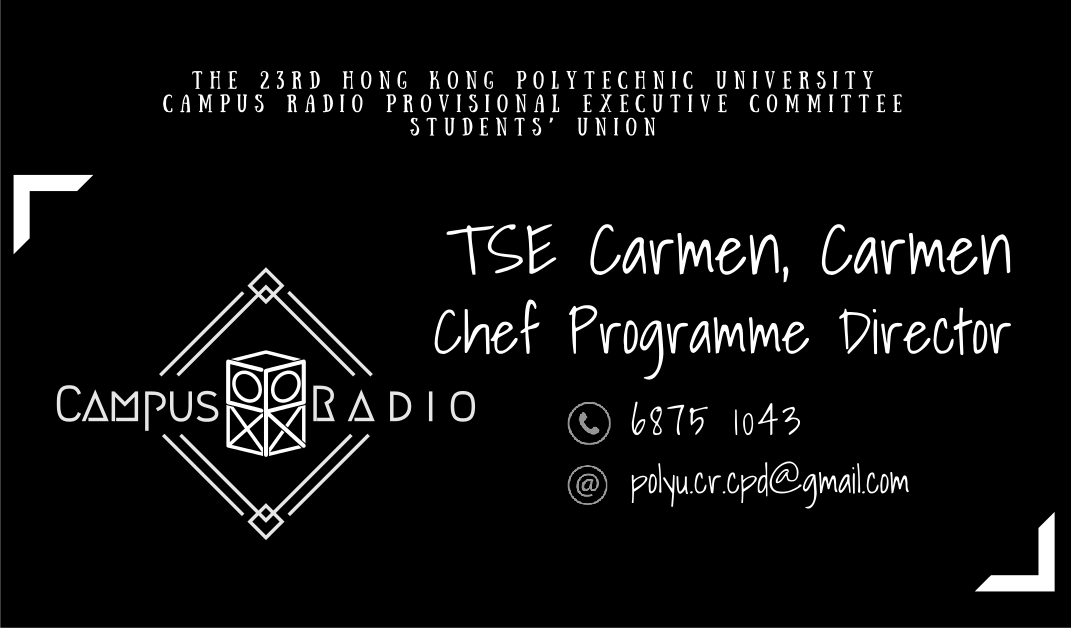 THE 23RD HONG KONG POLYTECHNIC UNIVERSITY
CAMPUS RADIO PROVISIONAL EXECUTIVE COMMITTEE
STUDENTS' UNION
TSE Carmen, Carmen
Chef Programme Director
CAMPUS RADIO
6875 1043
polyu.cr.cpd@gmail.com